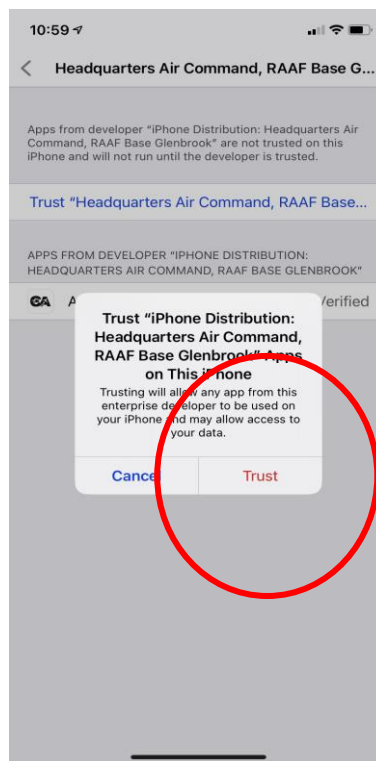 10:59
Headquarters Air Command, RAAF Base G...
Apps from developer "iPhone Distribution: Headquarters Air
Command, RAAF Base Glenbrook" are not trusted on this
iPhone and will not run until the developer is trusted.
Trust "Headquarters Air Command, RAAF Base...
APPS FROM DEVELOPER "IPHONE DISTRIBUTION:
HEADQUARTERS AIR COMMAND, RAAF BASE GLENBROOK"
CA A /erified
Trust "iPhone Distribution:
Headquarters Air Command,
RAAF Base Glenbrook" Apps
on This iPhone
Trusting will allow any app from this
enterprise developer to be used on
your iPhone and may allow access to
your data.
Cancel Trust